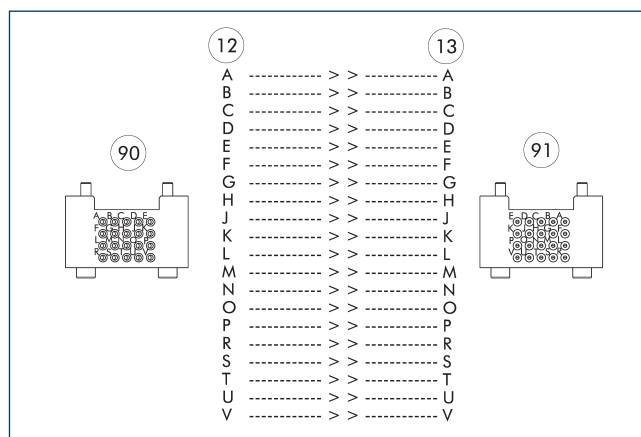 12 13
A ----------- > > ----------- A
B ----------- > > ----------- B
C ----------- > > ----------- C
D ----------- > > ----------- D
E ----------- > > ----------- E
F ----------- > > ----------- F
G ----------- > > ----------- G
H ----------- > > ----------- H
J ----------- > > ----------- J
K ----------- > > ----------- K
L ----------- > > ----------- L
M ----------- > > ----------- M
N ----------- > > ----------- N
O ----------- > > ----------- O
P ----------- > > ----------- P
R ----------- > > ----------- R
S ----------- > > ----------- S
T ----------- > > ----------- T
U ----------- > > ----------- U
V ----------- > > ----------- V
90
A B C D E
F
L M N O P
R
91
E D C B A
K
P O N M L
V